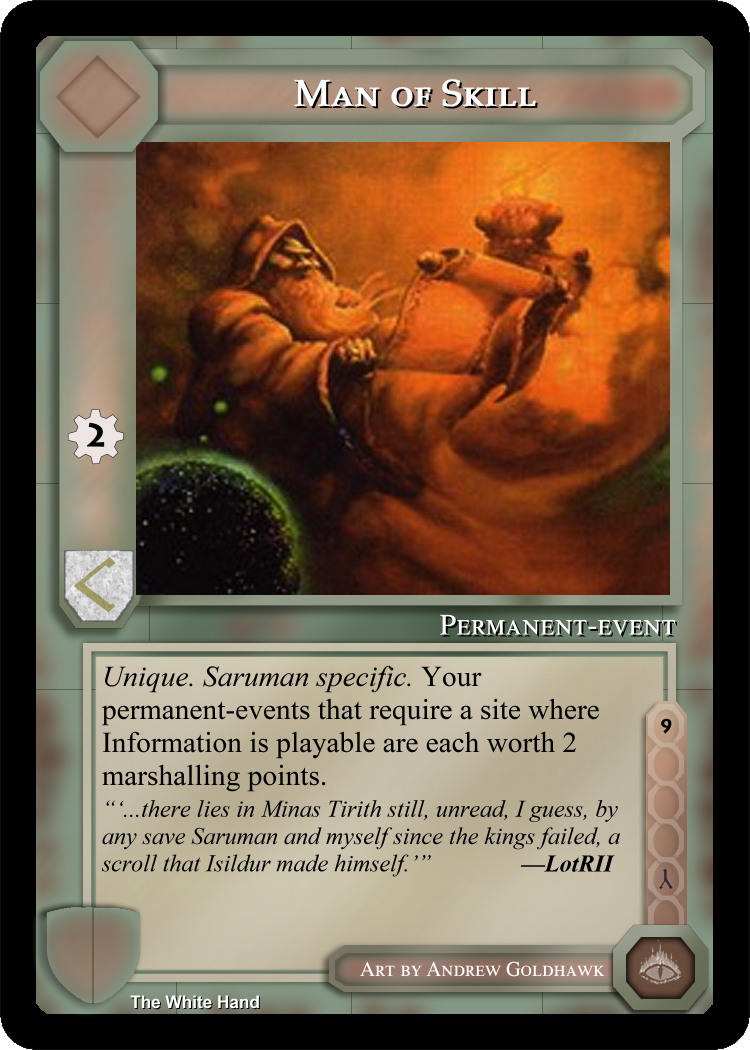 Man of Skill
2
Permanent-event
Unique. Saruman specific. Your
permanent-events that require a site where
Information is playable are each worth 2
marshalling points.
“‘...there lies in Minas Tirith still, unread, I guess, by
any save Saruman and myself since the kings failed, a
scroll that Isildur made himself.’” —LotRII
9
Art by Andrew Goldhawk
The White Hand